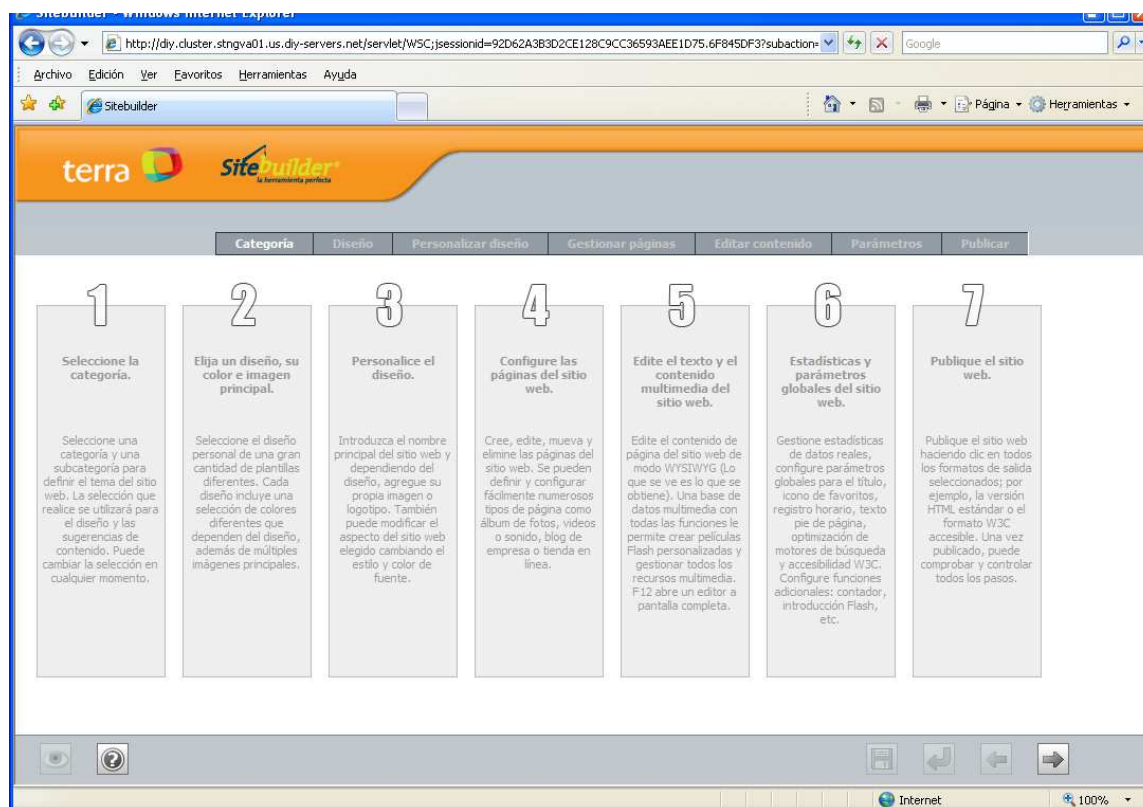 Sitebuilder - Windows Internet Explorer
http://diy.cluster.stngva01.us.diy-servers.net/servlet/WSC;jsessionid=92D62A3B3D2CE128C9CC36593AEE1D75.6F845DF3?subaction=
Google
Archivo Edición Ver Favoritos Herramientas Ayuda
Sitebuilder
Página
Herramientas
terra
Sitebuilder
la herramienta perfecta
Categoría
Diseño
Personalizar diseño
Gestionar páginas
Editar contenido
Parámetros
Publicar
1
Seleccione la
categoría.
Seleccione una
categoría y una
subcategoría para
definir el tema del sitio
web. La selección que
realice se utilizará para
el diseño y las
sugerencias de
contenido. Puede
cambiar la selección en
cualquier momento.
2
Elija un diseño, su
color e imagen
principal.
Seleccione el diseño
personal de una gran
cantidad de plantillas
diferentes. Cada
diseño incluye una
selección de colores
diferentes que
dependen del diseño,
además de múltiples
imágenes principales.
3
Personalice el
diseño.
Introduzca el nombre
principal del sitio web y
dependiendo del
diseño, agregue su
propia imagen o
logotipo. También
puede modificar el
aspecto del sitio web
elegido cambiando el
estilo y color de
fuente.
4
Configure las
páginas del sitio
web.
Cree, edite, mueva y
elimine las páginas del
sitio web. Se pueden
definir y configurar
fácilmente numerosos
tipos de página como
álbum de fotos, videos
o sonido, blog de
empresa o tienda en
línea.
5
Edite el texto y el
contenido
multimedia del
sitio web.
Edite el contenido de
página del sitio web de
modo WYSIWYG (Lo
que se ve es lo que se
obtiene). Una base de
datos multimedia con
todas las funciones le
permite crear películas
Flash personalizadas y
gestionar todos los
recursos multimedia.
F12 abre un editor a
pantalla completa.
6
Estadísticas y
parámetros
globales del sitio
web.
Gestione estadísticas
de datos reales,
configure parámetros
globales para el título,
icono de favoritos,
registro horario, texto
pie de página,
optimización de
motores de búsqueda
y accesibilidad W3C.
Configure funciones
adicionales: contador,
introducción Flash,
etc.
7
Publique el sitio
web.
Publique el sitio web
haciendo clic en todos
los formatos de salida
seleccionados; por
ejemplo, la versión
HTML estándar o el
formato W3C
accesible. Una vez
publicado, puede
comprobar y controlar
todos los pasos.
Internet
100%